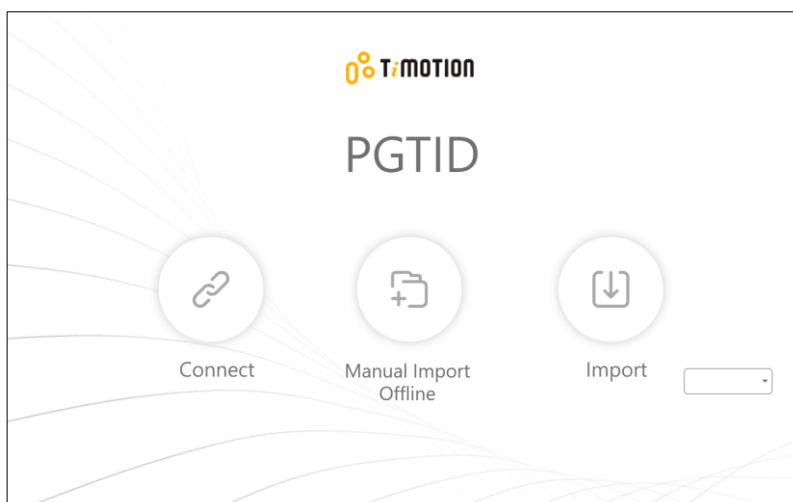 TiMOTION
PGTID
Connect
Manual Import
Offline
Import